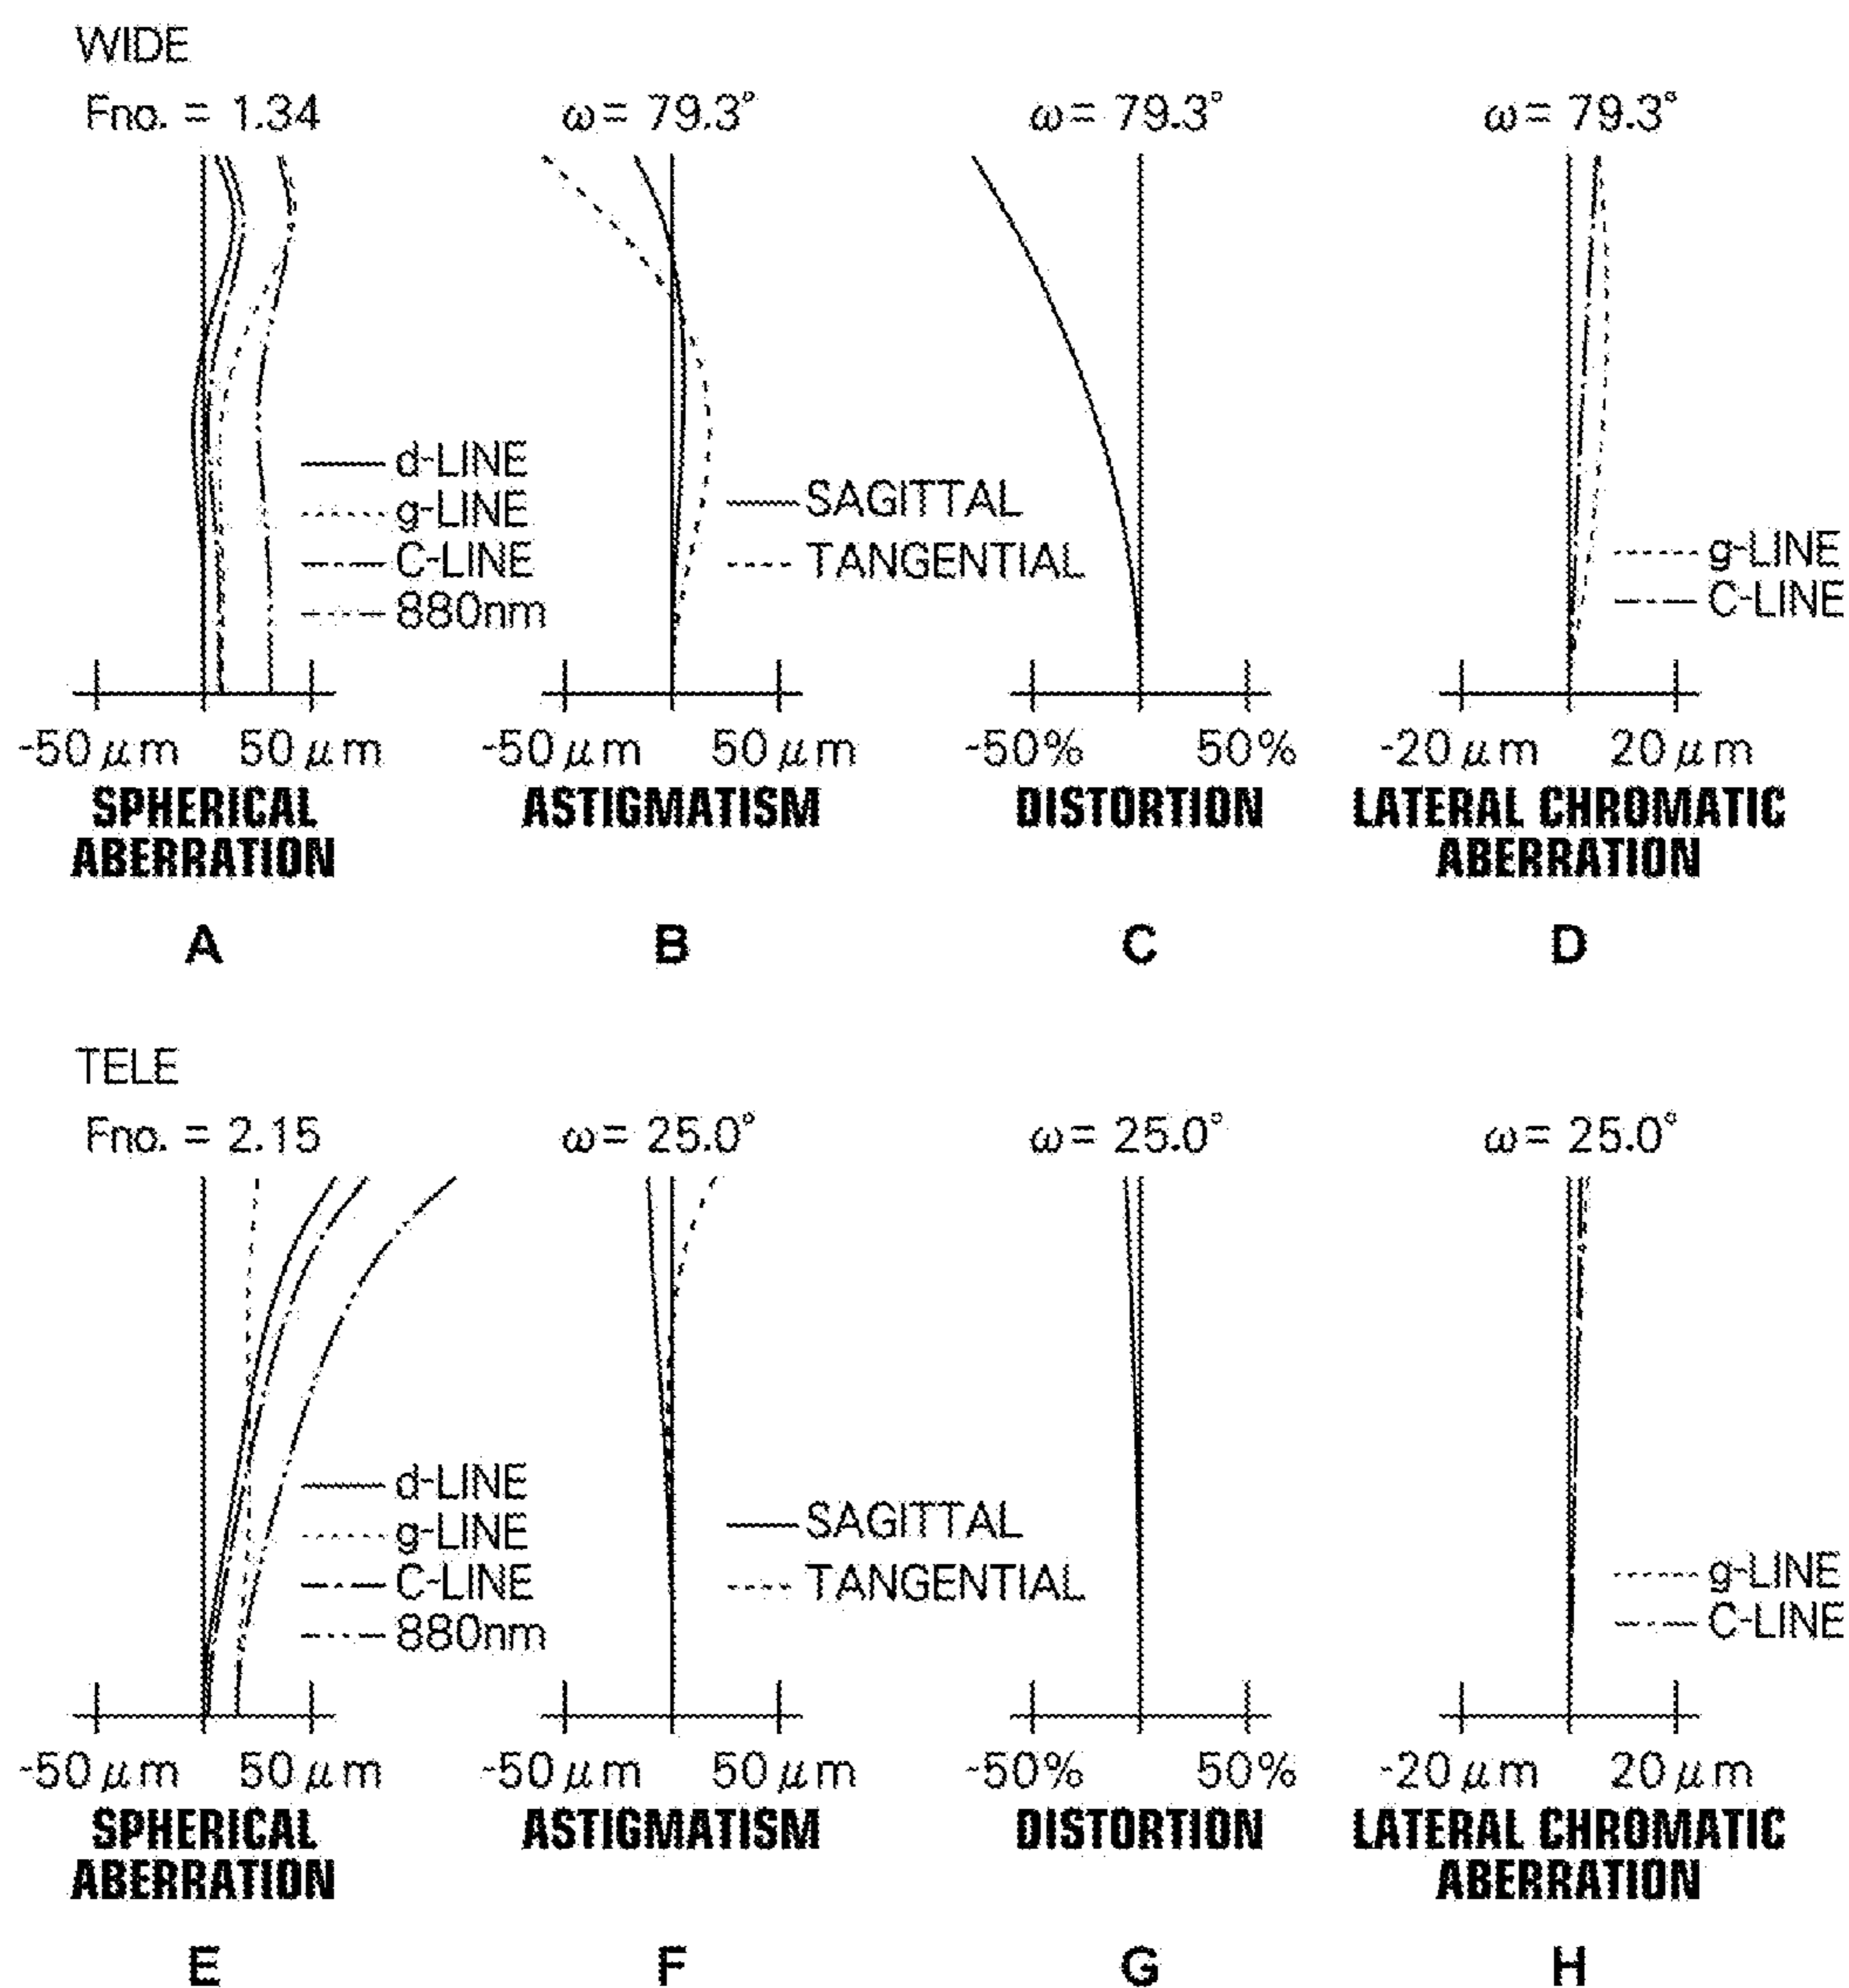 WIDE
Fno. = 1.34
ω= 79.3°
ω= 79.3°
ω= 79.3°
d-LINE
g-LINE
C-LINE
880nm
SAGITTAL
TANGENTIAL
g-LINE
C-LINE
-50μm 50μm
-50μm 50μm
-50% 50%
-20μm 20μm
SPHERICAL
ABERRATION
ASTIGMATISM
DISTORTION
LATERAL CHROMATIC
ABERRATION
A
B
C
D
TELE
Fno. = 2.15
ω= 25.0°
ω= 25.0°
ω= 25.0°
d-LINE
g-LINE
C-LINE
880nm
SAGITTAL
TANGENTIAL
g-LINE
C-LINE
-50μm 50μm
-50μm 50μm
-50% 50%
-20μm 20μm
SPHERICAL
ABERRATION
ASTIGMATISM
DISTORTION
LATERAL CHROMATIC
ABERRATION
E
F
G
H